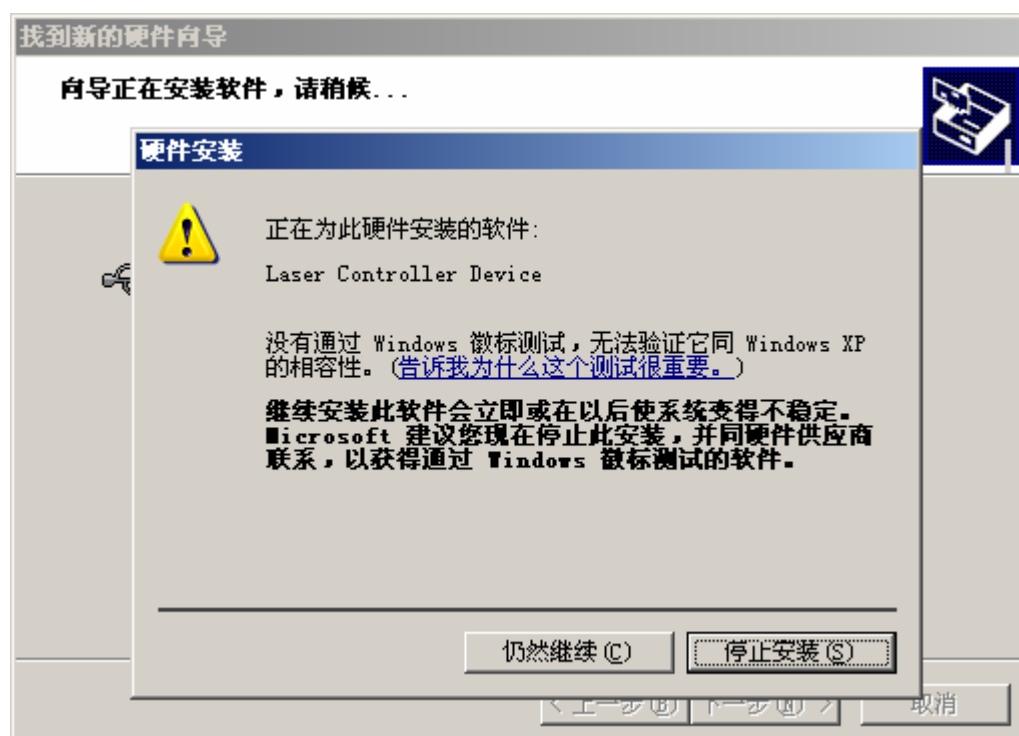 找到新的硬件向导
向导正在安装软件，请稍候...
硬件安装
正在为此硬件安装的软件:
Laser Controller Device
没有通过 Windows 徽标测试，无法验证它同 Windows XP
的相容性。(告诉我为什么这个测试很重要。)
继续安装此软件会立即或在以后使系统变得不稳定。
Microsoft 建议您现在停止此安装，并同硬件供应商
联系，以获得通过 Windows 徽标测试的软件。
仍然继续(C)
停止安装(S)
< 上一步(B)
下一步(N) >
取消